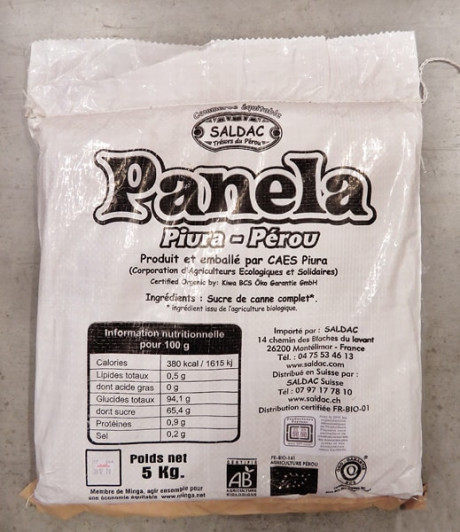 Commerce équitable
SALDAC
Trésors du Pérou
Panela
Piura - Pérou
Produit et emballé par CAES Piura
(Corporation d'Agriculteurs Ecologiques et Solidaires)
Certified Organic by: Kiwa BCS Öko Garantie GmbH
Ingrédients : Sucre de canne complet*.
* Ingrédient issu de l'agriculture biologique.
Information nutritionnelle
pour 100 g
Calories 380 kcal / 1615 kj
Lipides totaux 0,5 g
dont acide gras 0 g
Glucides totaux 94,1 g
dont sucre 65,4 g
Protéines 0,9 g
Sel 0,2 g
Importé par : SALDAC
14 chemin des Blaches du levant
26200 Montélimar - France
Tél. : 04 75 53 46 13
www.saldac.com
Distribué en Suisse par :
SALDAC Suisse
Tel : 07 97 17 78 10
www.saldac.ch
Distribution certifiée FR-BIO-01
Poids net
5 Kg.
Membre de Minga, agir ensemble pour
une économie équitable www.minga.net
CERTIFIÉ
AB
AGRICULTURE
BIOLOGIQUE
AGRICULTURE PÉROU